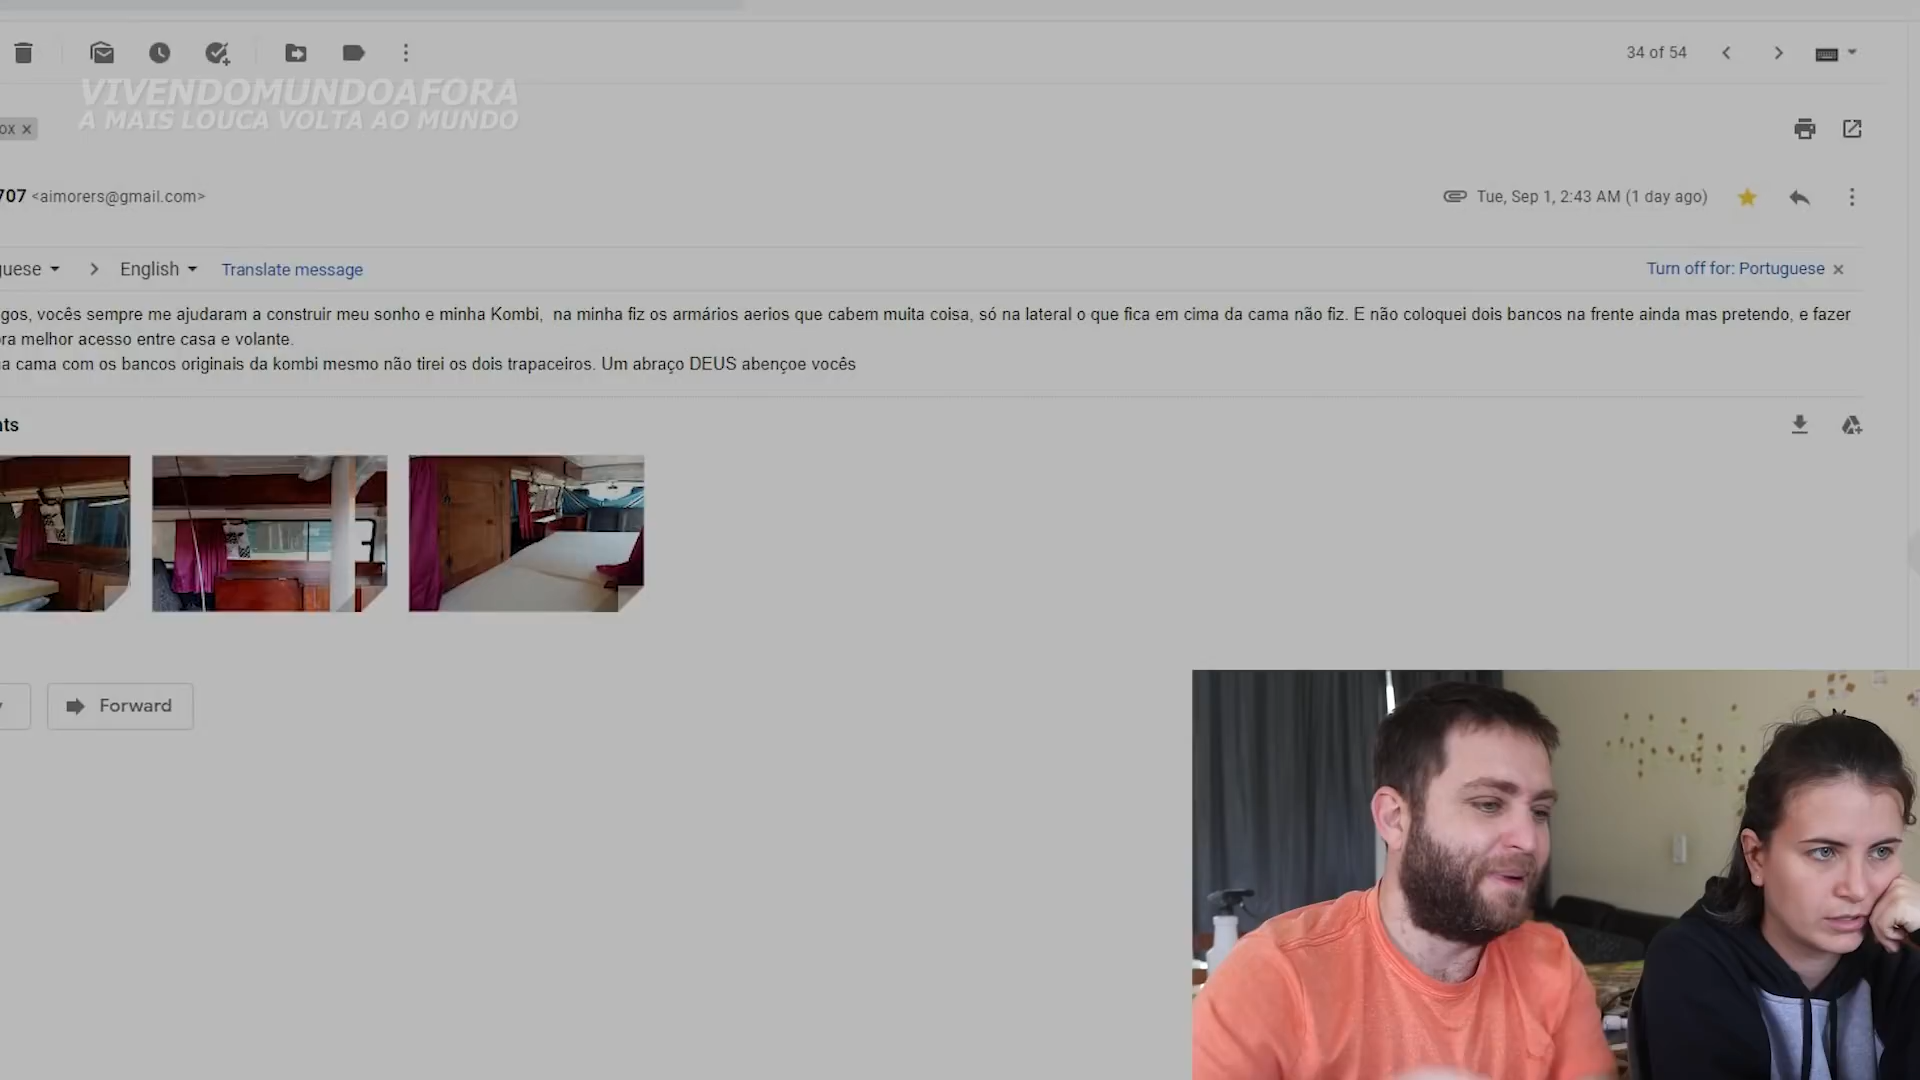 34 of 54
VIVENDOMUNDOAFORA
A MAIS LOUCA VOLTA AO MUNDO
ox ×
707 <aimorers@gmail.com>
Tue, Sep 1, 2:43 AM (1 day ago)
guese > English Translate message
Turn off for: Portuguese ×
gos, vocês sempre me ajudaram a construir meu sonho e minha Kombi, na minha fiz os armários aerios que cabem muita coisa, só na lateral o que fica em cima da cama não fiz. E não coloquei dois bancos na frente ainda mas pretendo, e fazer
ra melhor acesso entre casa e volante.
a cama com os bancos originais da kombi mesmo não tirei os dois trapaceiros. Um abraço DEUS abençoe vocês
nts
Forward